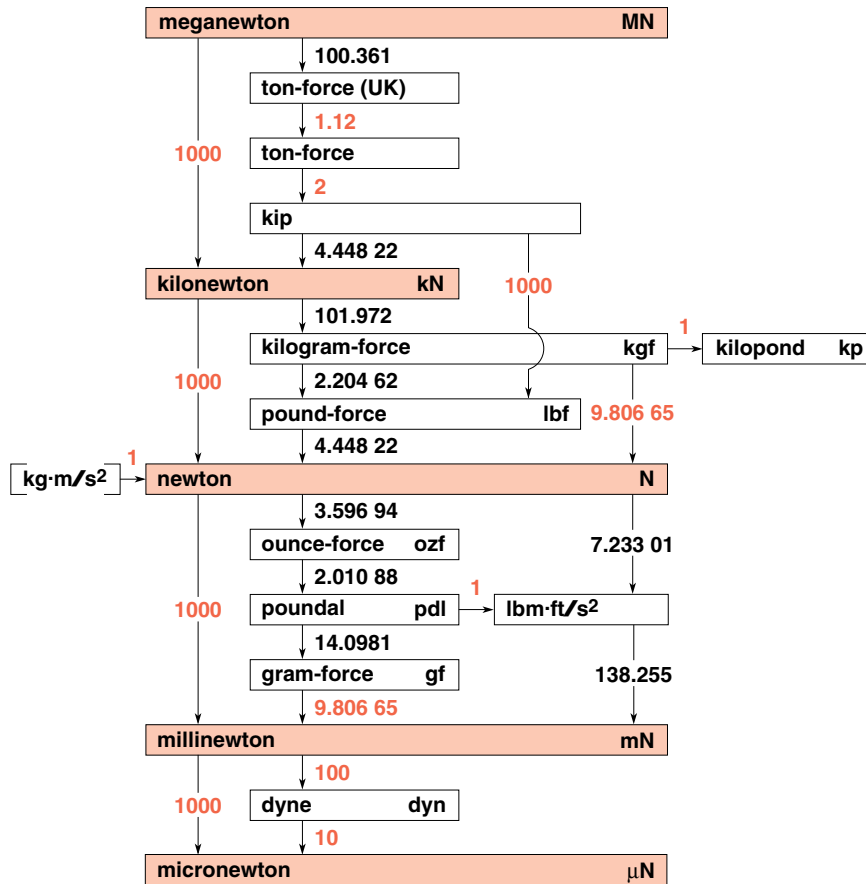 meganewton MN
100.361
ton-force (UK)
1.12
1000
ton-force
2
kip
4.448 22
kilonewton kN
1000
101.972
1
kilogram-force kgf
kilopond kp
1000
2.204 62
pound-force lbf
9.806 65
4.448 22
1
[kg·m/s²]
newton N
3.596 94
ounce-force ozf
7.233 01
2.010 88
1
1000
poundal pdl
lbm·ft/s²
14.0981
gram-force gf
138.255
9.806 65
millinewton mN
100
1000
dyne dyn
10
micronewton μN